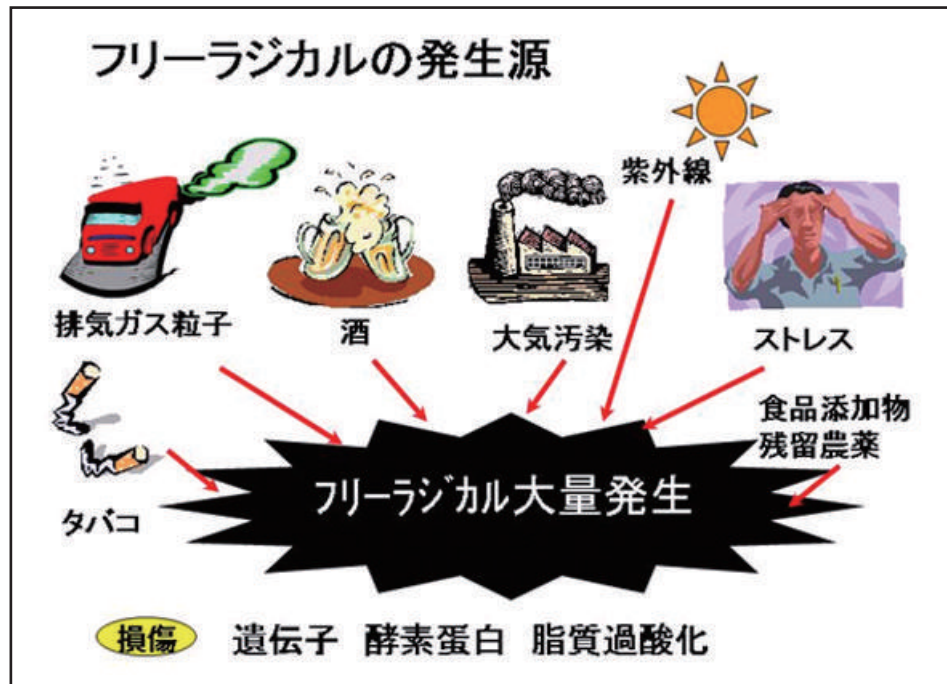 フリーラジカルの発生源
紫外線
排気ガス粒子
酒
大気汚染
ストレス
食品添加物
残留農薬
タバコ
ﾌﾘｰﾗｼﾞｶﾙ大量発生
損傷 遺伝子 酵素蛋白 脂質過酸化